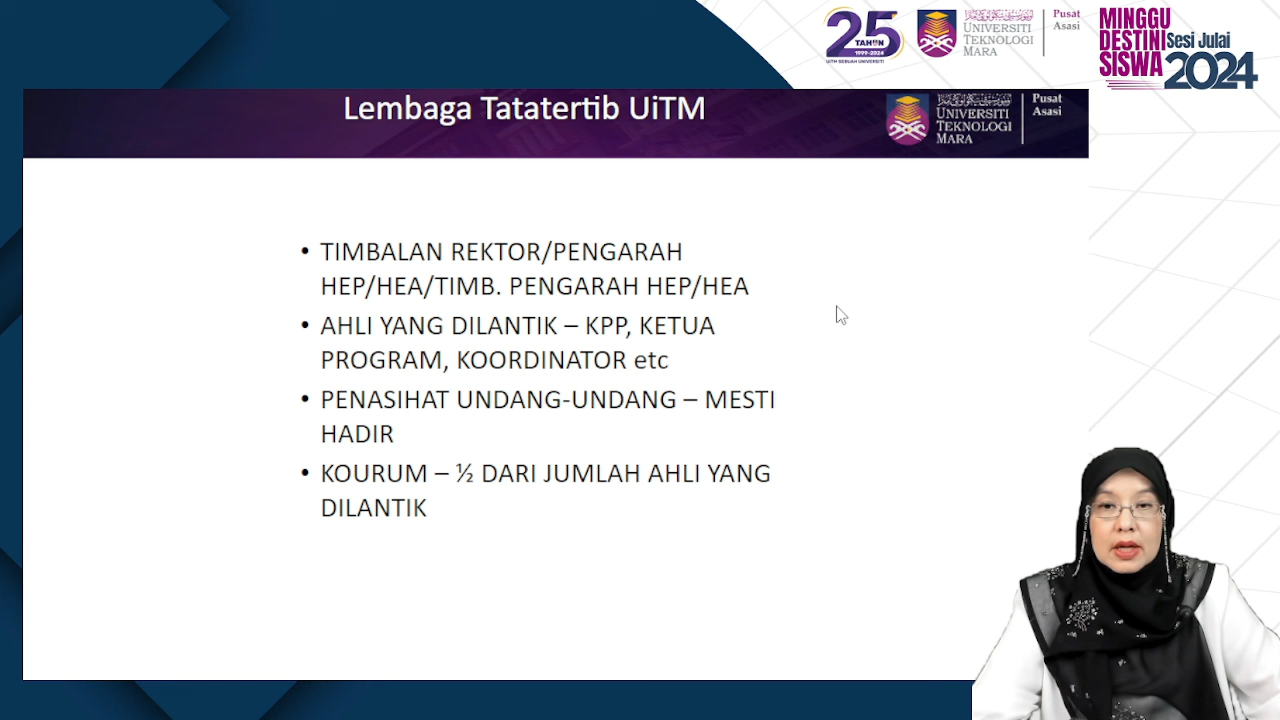 25
TAHUN
1999-2024
UiTM SEBUAH UNIVERSITI
UNIVERSITI
TEKNOLOGI
MARA
Pusat
Asasi
MINGGU
DESTINI
SISWA
Sesi Julai
2024
Lembaga Tatatertib UiTM
UNIVERSITI
TEKNOLOGI
MARA
Pusat
Asasi
• TIMBALAN REKTOR/PENGARAH
HEP/HEA/TIMB. PENGARAH HEP/HEA
• AHLI YANG DILANTIK – KPP, KETUA
PROGRAM, KOORDINATOR etc
• PENASIHAT UNDANG-UNDANG – MESTI
HADIR
• KOURUM – ½ DARI JUMLAH AHLI YANG
DILANTIK